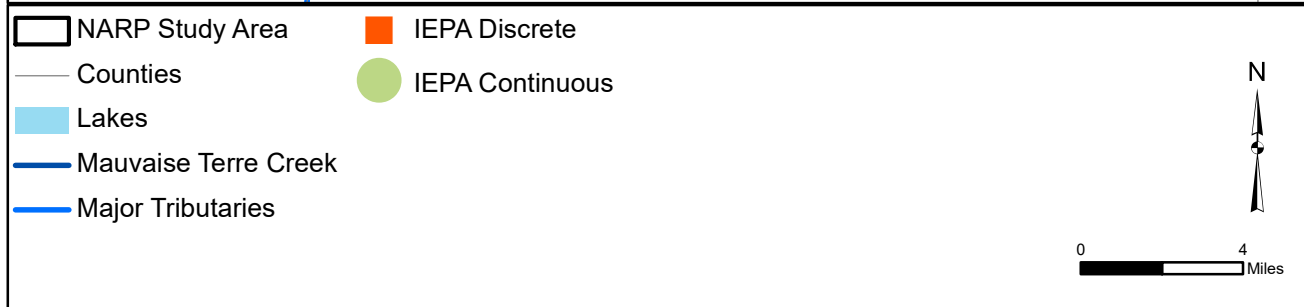 NARP Study Area
Counties
Lakes
Mauvaise Terre Creek
Major Tributaries
IEPA Discrete
IEPA Continuous
N
0 4
Miles